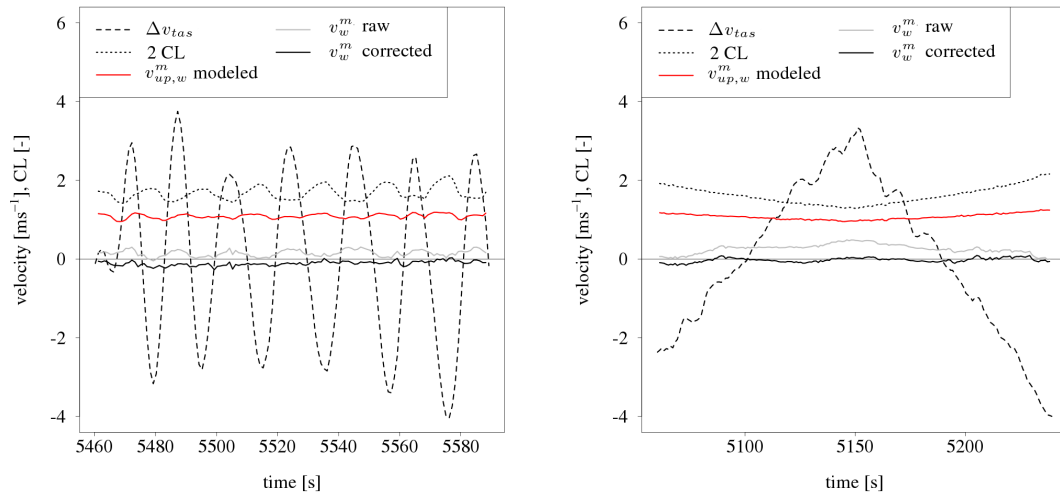 6
4
2
0
-2
-4
velocity [ms⁻¹], CL [-]
Δv_tas
2 CL
v^m_up,w modeled
v^m_w raw
v^m_w corrected
5460
5480
5500
5520
5540
5560
5580
time [s]
6
4
2
0
-2
-4
velocity [ms⁻¹], CL [-]
Δv_tas
2 CL
v^m_up,w modeled
v^m_w raw
v^m_w corrected
5100
5150
5200
time [s]